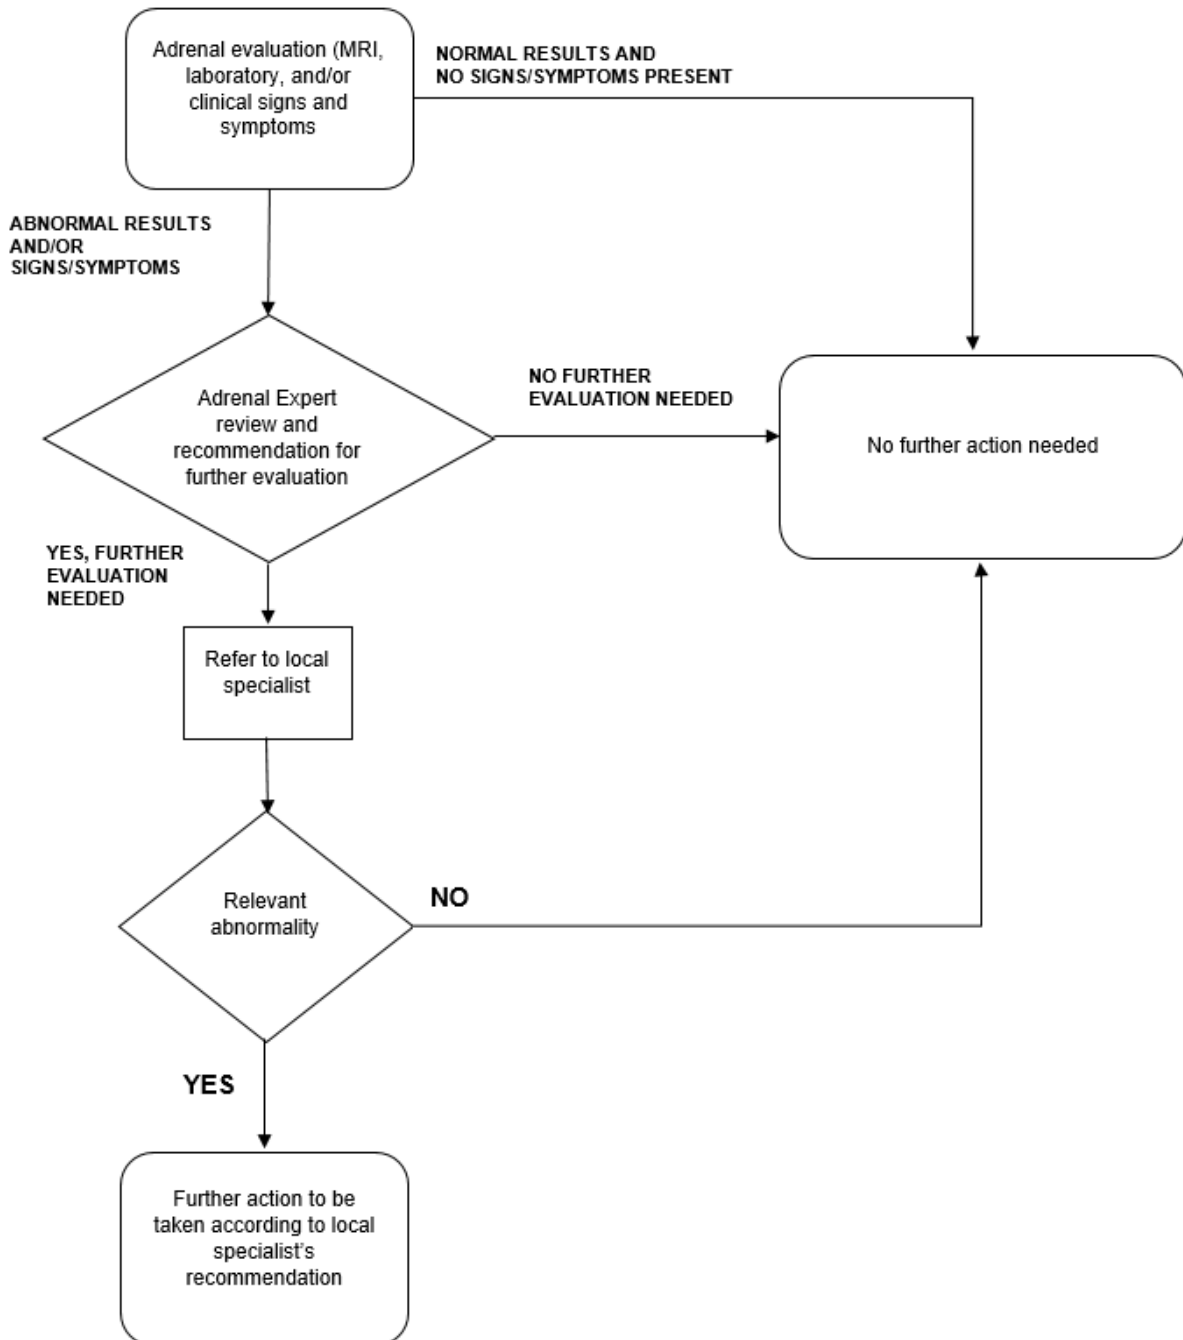 Adrenal evaluation (MRI,
laboratory, and/or
clinical signs and
symptoms
NORMAL RESULTS AND
NO SIGNS/SYMPTOMS PRESENT
ABNORMAL RESULTS
AND/OR
SIGNS/SYMPTOMS
Adrenal Expert
review and
recommendation for
further evaluation
NO FURTHER
EVALUATION NEEDED
No further action needed
YES, FURTHER
EVALUATION
NEEDED
Refer to local
specialist
Relevant
abnormality
NO
YES
Further action to be
taken according to local
specialist's
recommendation